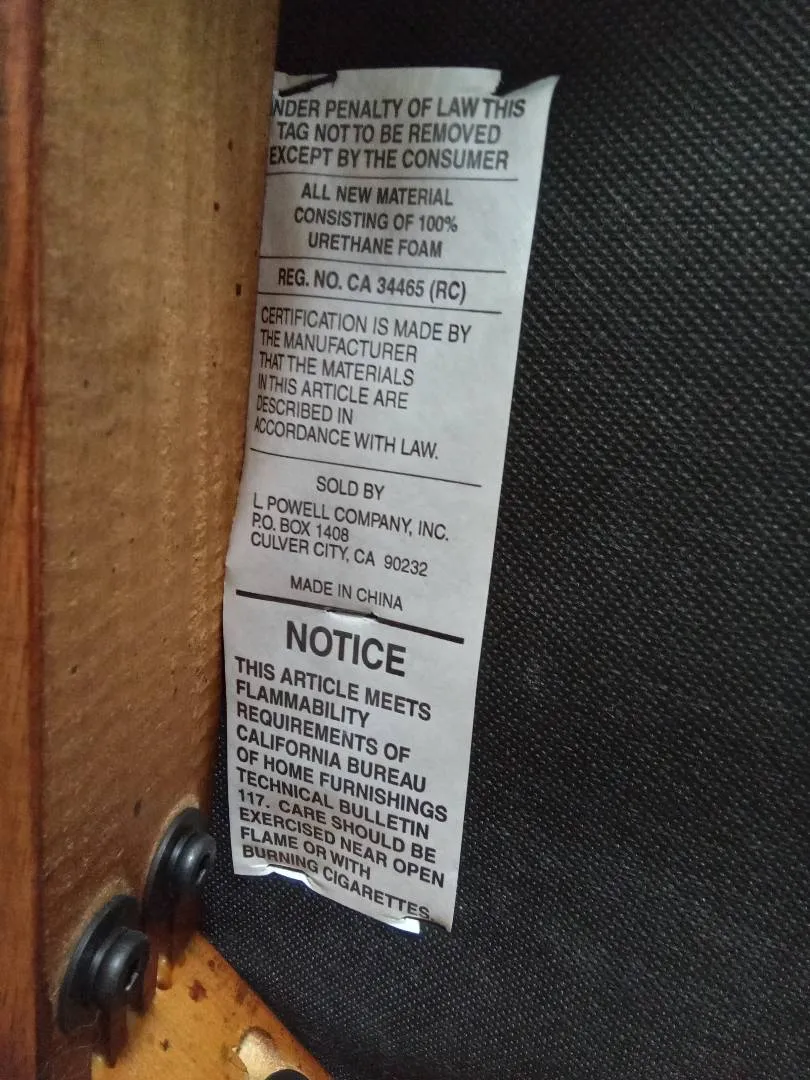 NDER PENALTY OF LAW THIS
TAG NOT TO BE REMOVED
EXCEPT BY THE CONSUMER
ALL NEW MATERIAL
CONSISTING OF 100%
URETHANE FOAM
REG. NO. CA 34465 (RC)
CERTIFICATION IS MADE BY
THE MANUFACTURER
THAT THE MATERIALS
IN THIS ARTICLE ARE
DESCRIBED IN
ACCORDANCE WITH LAW.
SOLD BY
L. POWELL COMPANY, INC.
P.O. BOX 1408
CULVER CITY, CA 90232
MADE IN CHINA
NOTICE
THIS ARTICLE MEETS
FLAMMABILITY
REQUIREMENTS OF
CALIFORNIA BUREAU
OF HOME FURNISHINGS
TECHNICAL BULLETIN
117. CARE SHOULD BE
EXERCISED NEAR OPEN
FLAME OR WITH
BURNING CIGARETTES.